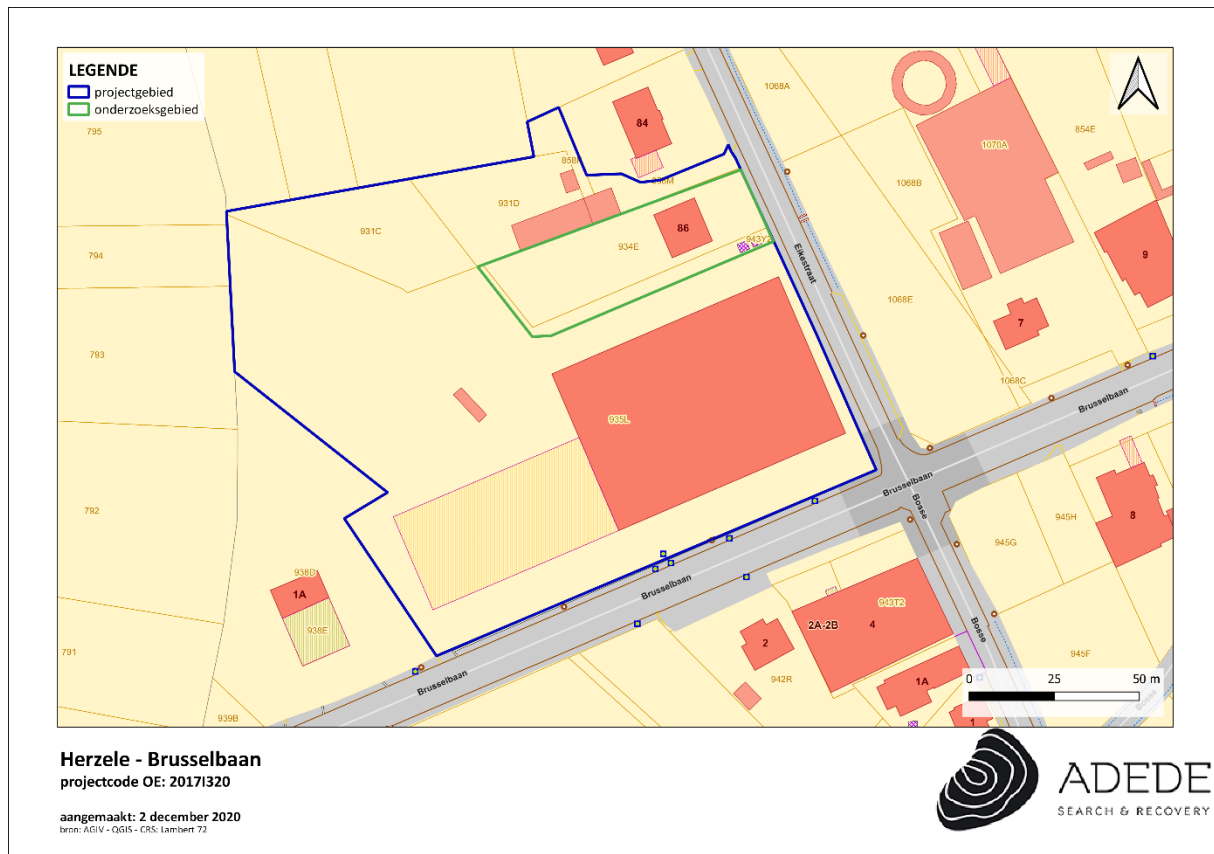 LEGENDE
projectgebied
onderzoeksgebied
795
84
1068A
854E
1070A
931D
1068B
931C
86
934E
943Y2
794
Eikestraat
9
1068E
7
793
1068C
Brusselbaan
935L
Brusselbaan
Bosse
792
945H
8
945G
938D
1A
Brusselbaan
943T2
938E
2A-2B
4
2
Bosse
791
945F
942R
1A
0 25 50 m
Brusselbaan
Bosse
939B
1
Herzele - Brusselbaan
projectcode OE: 2017I320
aangemaakt: 2 december 2020
bron: AGIV - QGIS - CRS: Lambert 72
ADEDE
SEARCH & RECOVERY